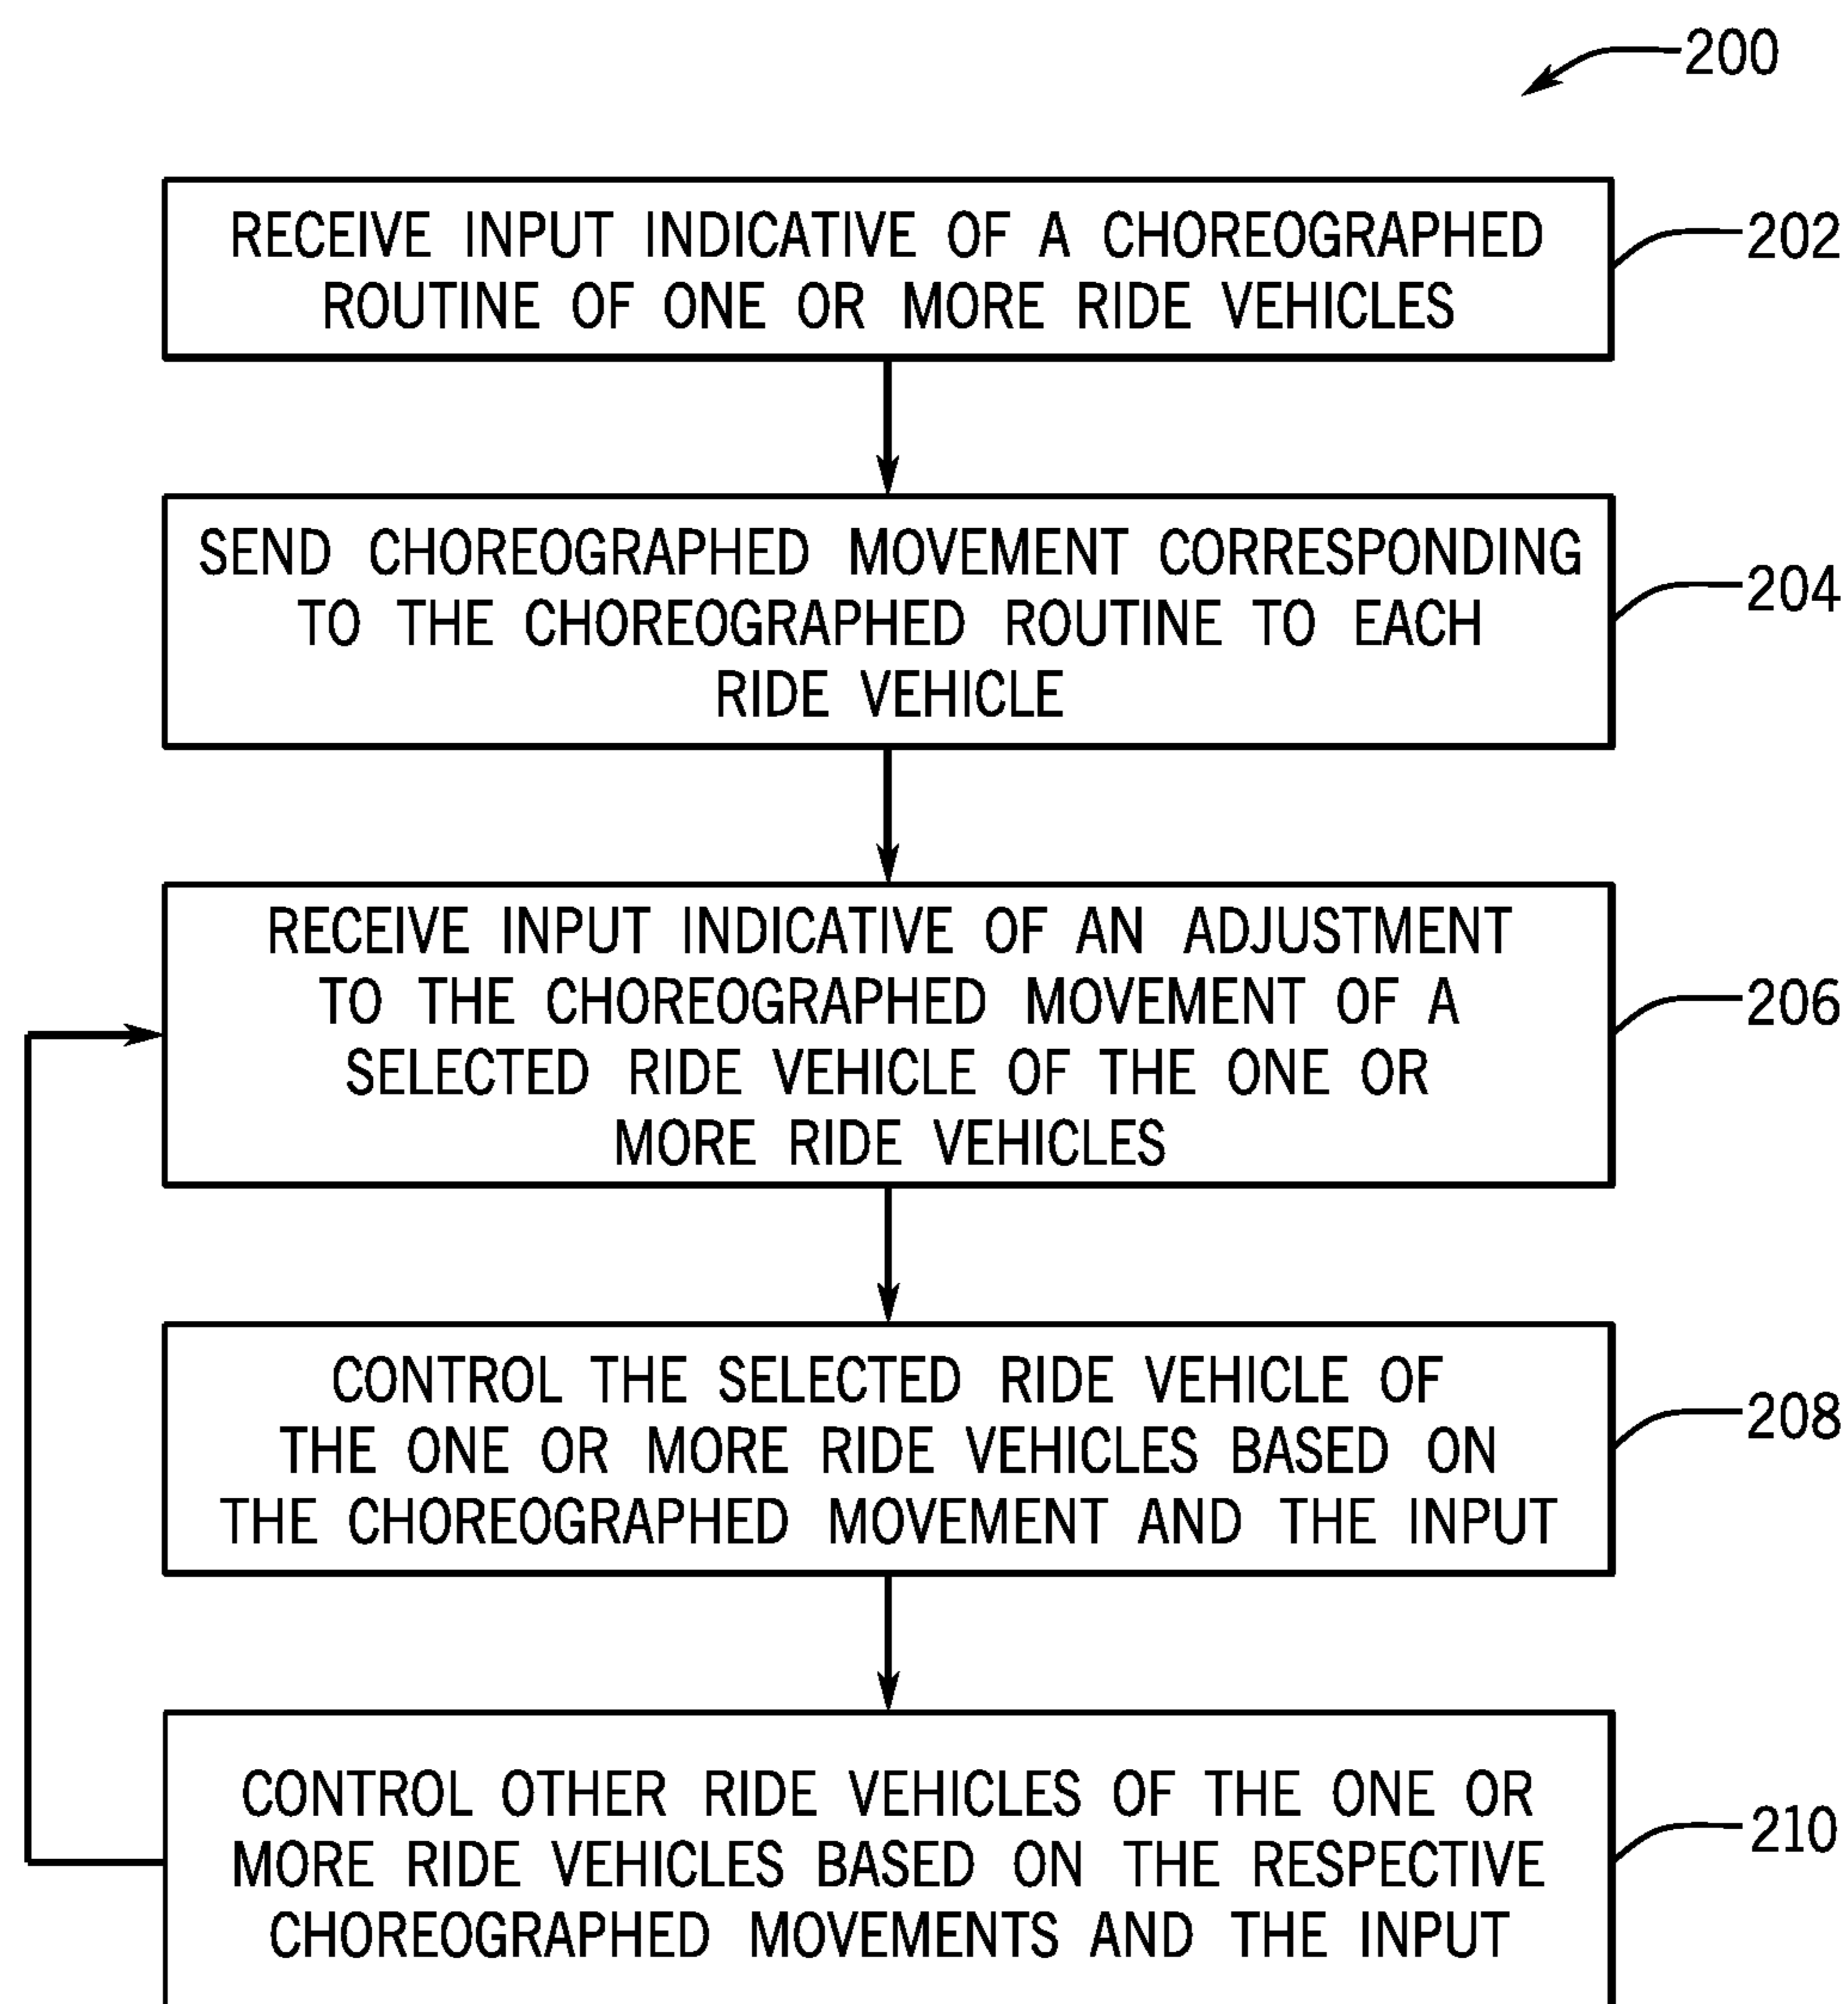 200
RECEIVE INPUT INDICATIVE OF A CHOREOGRAPHED
ROUTINE OF ONE OR MORE RIDE VEHICLES
202
SEND CHOREOGRAPHED MOVEMENT CORRESPONDING
TO THE CHOREOGRAPHED ROUTINE TO EACH
RIDE VEHICLE
204
RECEIVE INPUT INDICATIVE OF AN ADJUSTMENT
TO THE CHOREOGRAPHED MOVEMENT OF A
SELECTED RIDE VEHICLE OF THE ONE OR
MORE RIDE VEHICLES
206
CONTROL THE SELECTED RIDE VEHICLE OF
THE ONE OR MORE RIDE VEHICLES BASED ON
THE CHOREOGRAPHED MOVEMENT AND THE INPUT
208
CONTROL OTHER RIDE VEHICLES OF THE ONE OR
MORE RIDE VEHICLES BASED ON THE RESPECTIVE
CHOREOGRAPHED MOVEMENTS AND THE INPUT
210